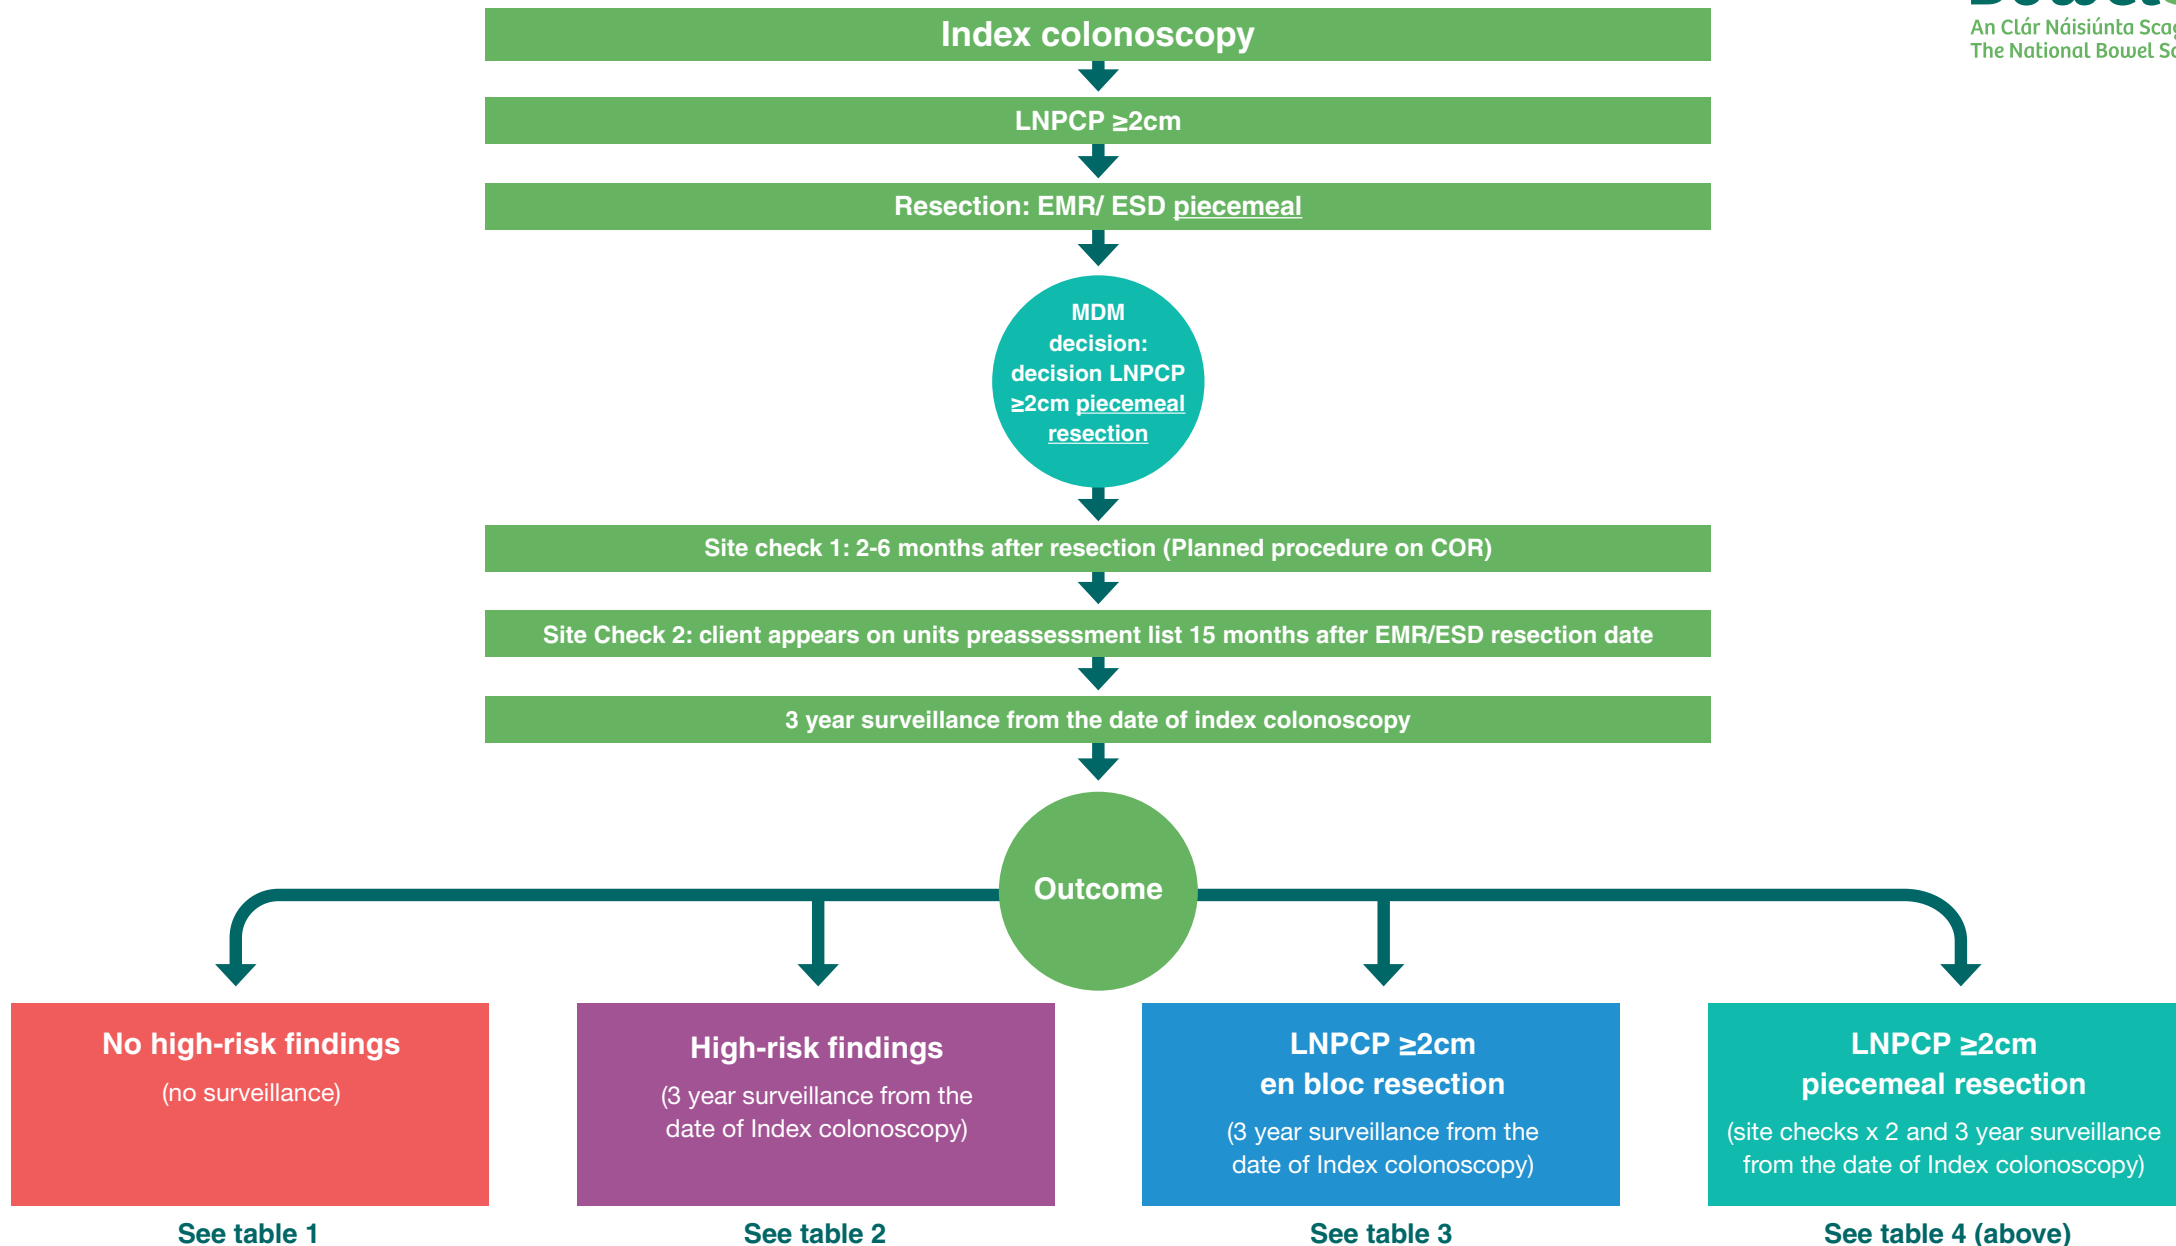 Index colonoscopy
An Clár Náisiúnta
The National Bowel
LNPCP ≥2cm
Resection: EMR/ ESD piecemeal
MDM
decision:
decision LNPCP
≥2cm piecemeal
resection
Site check 1: 2-6 months after resection (Planned procedure on COR)
Site Check 2: client appears on units preassessment list 15 months after EMR/ESD resection date
3 year surveillance from the date of index colonoscopy
Outcome
No high-risk findings
(no surveillance)
See table 1
High-risk findings
(3 year surveillance from the
date of Index colonoscopy)
See table 2
LNPCP ≥2cm
en bloc resection
(3 year surveillance from the
date of Index colonoscopy)
See table 3
LNPCP ≥2cm
piecemeal resection
(site checks x 2 and 3 year surveillance
from the date of Index colonoscopy)
See table 4 (above)